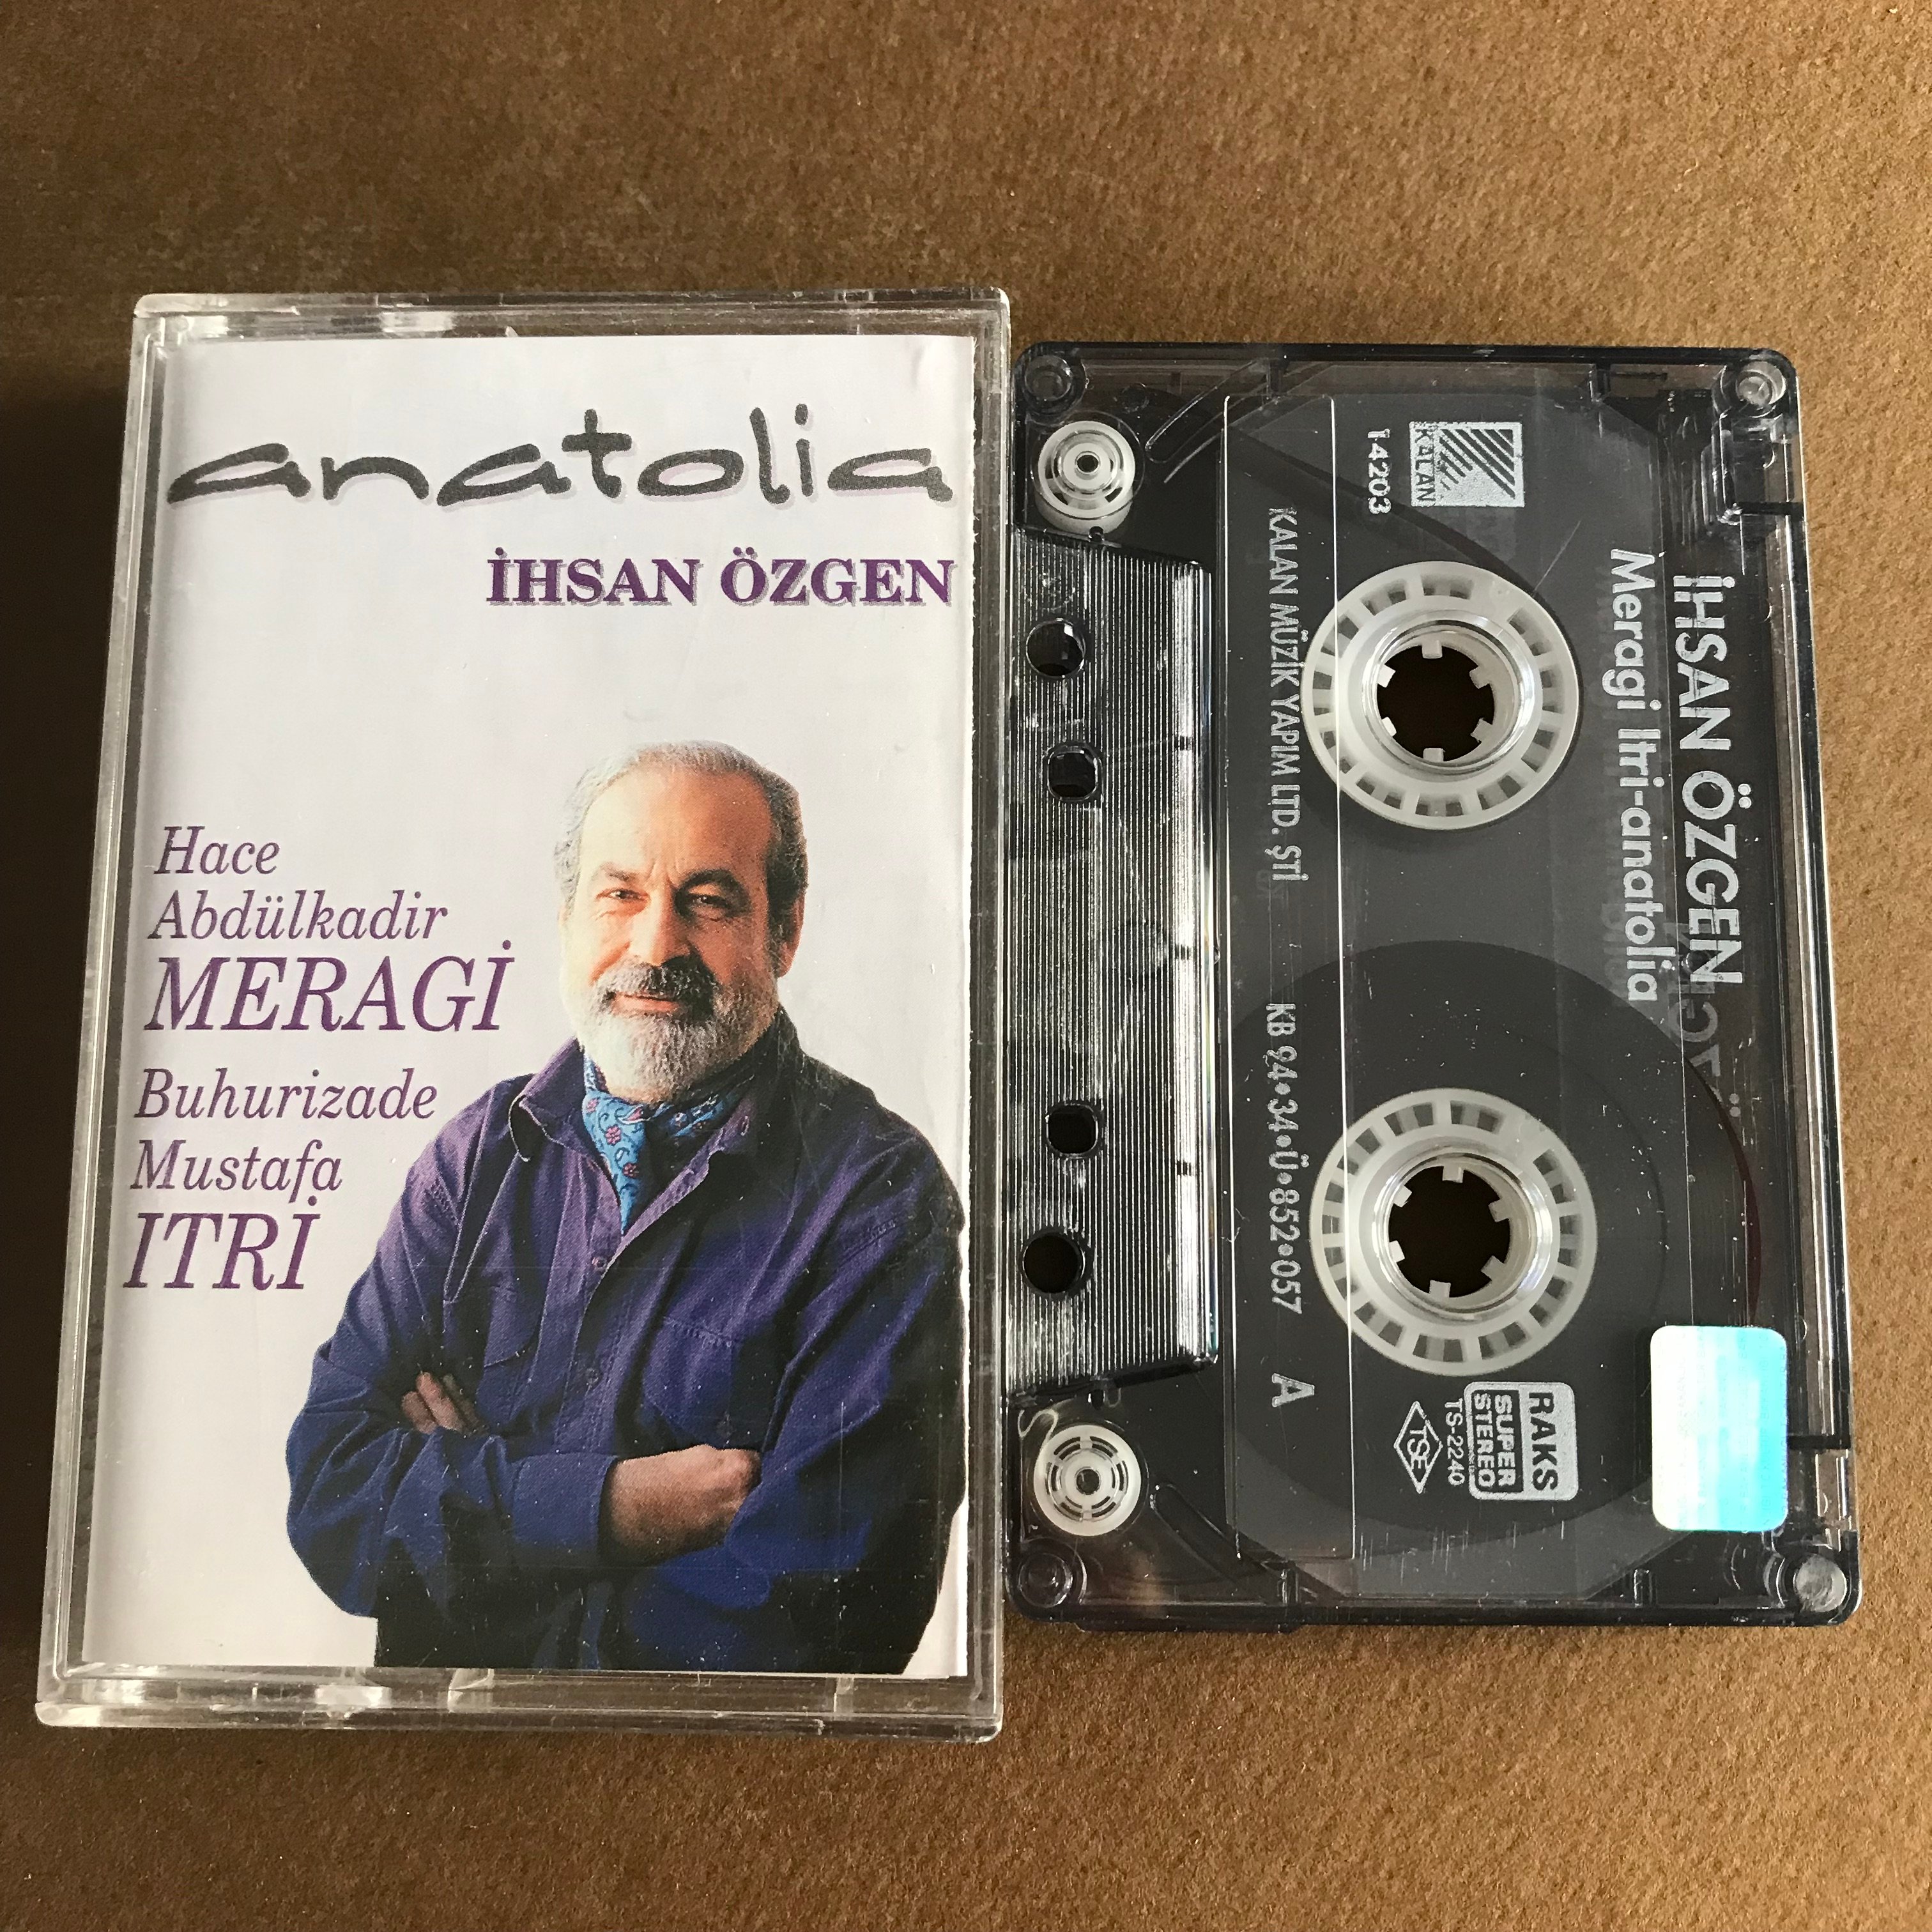 anatolia
İHSAN ÖZGEN
Hace
Abdülkadir
MERAGİ
Buhurizade
Mustafa
ITRİ
İHSAN ÖZGEN
Meragi Itri-anatolia
KALAN
1-4203
RAKS
SUPER
STEREO
TS-2240
TSE
KALAN MÜZİK YAPIM LTD. ŞTİ KB 94•34•Ü•852•057 A